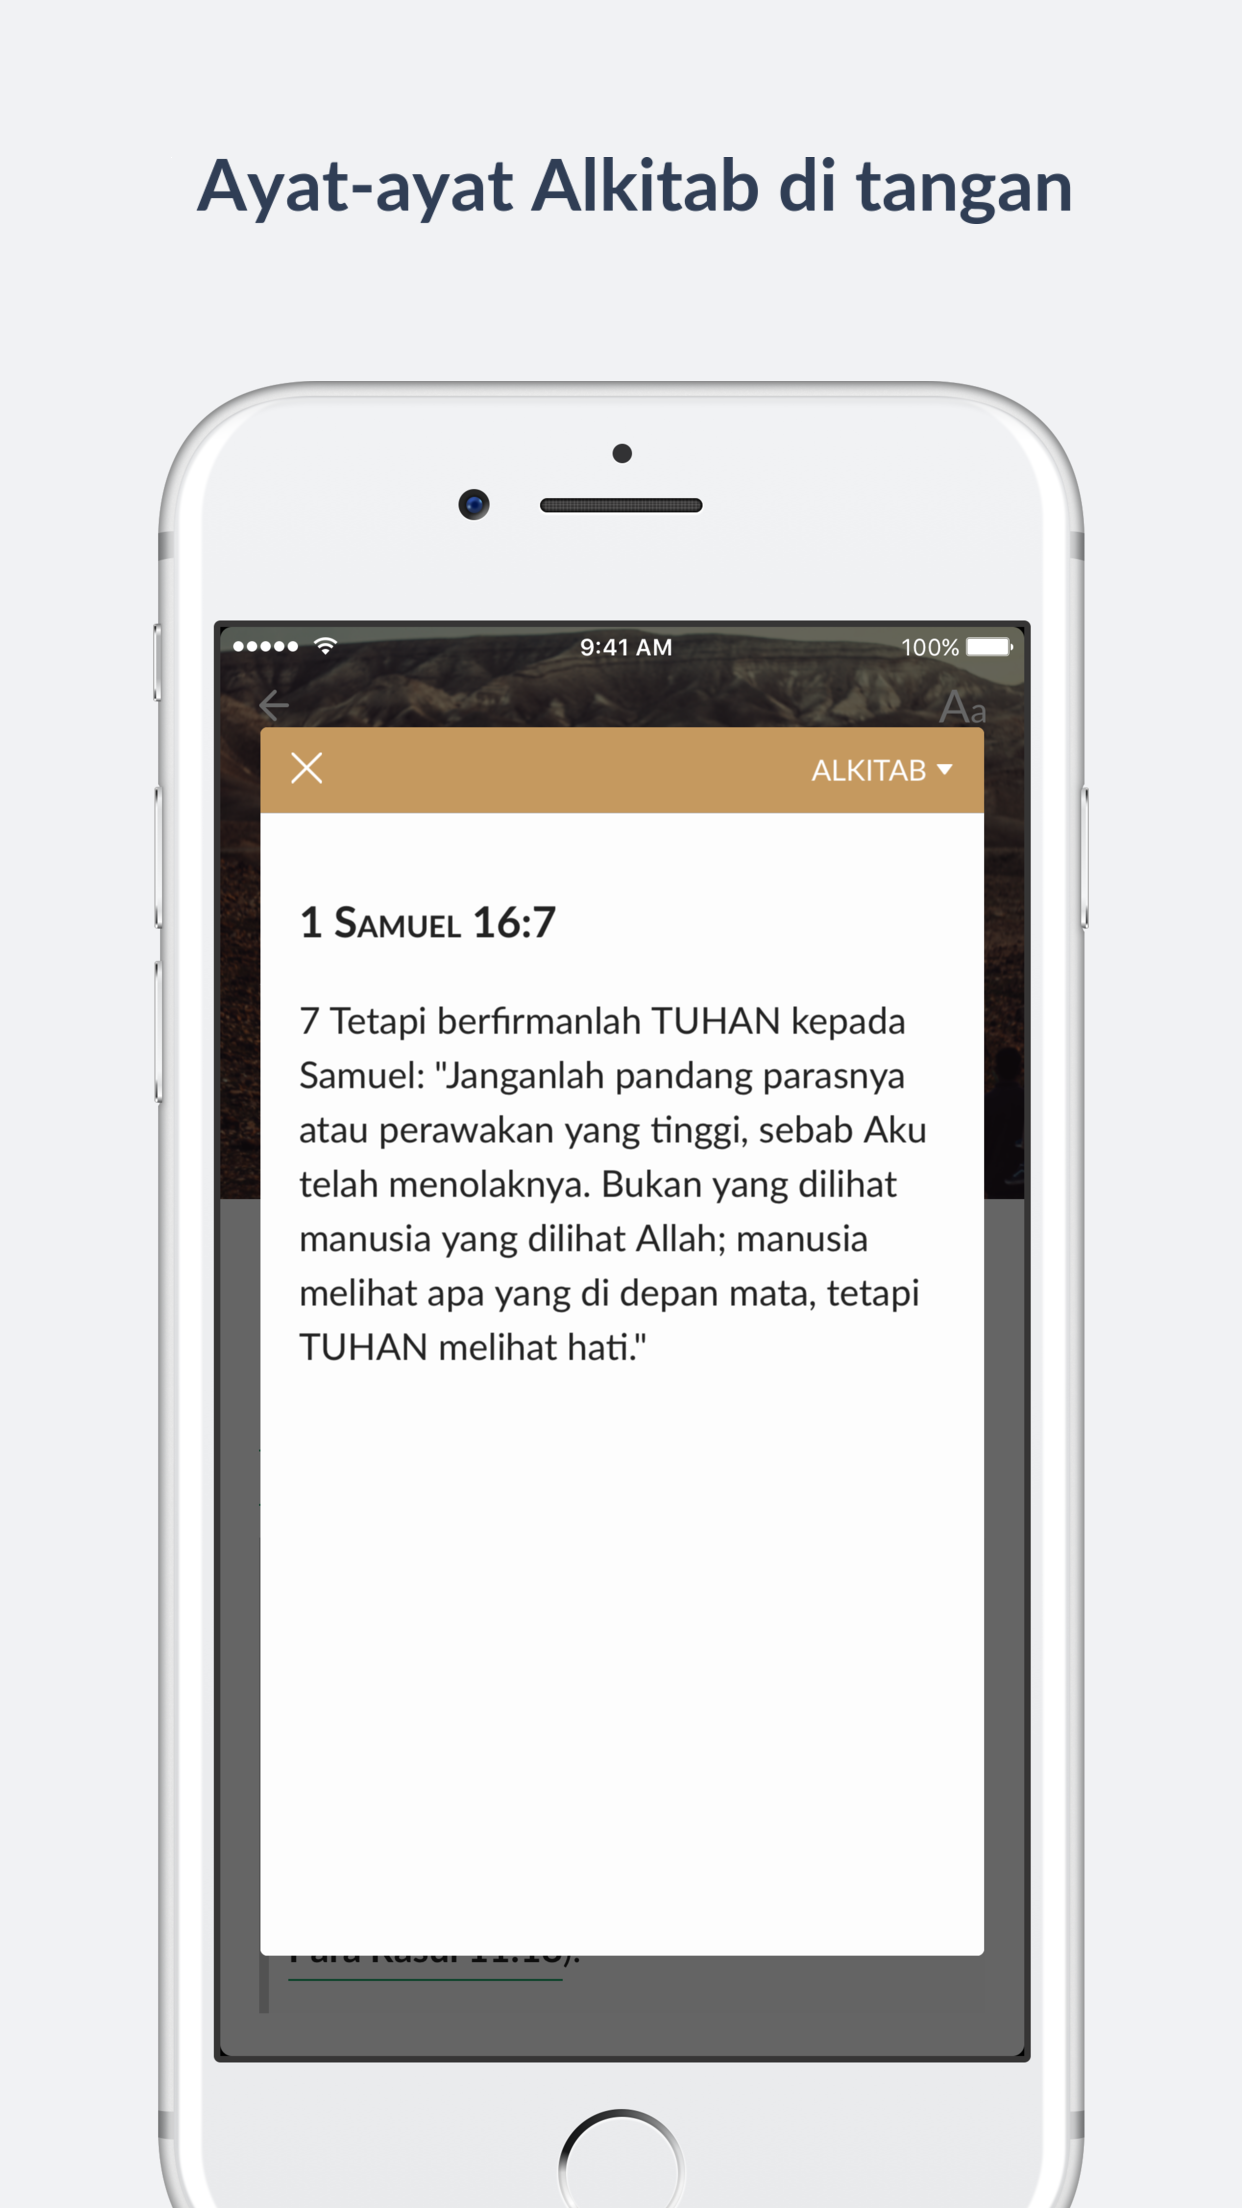 Ayat-ayat Alkitab di tangan
9:41 AM
100%
Aa
ALKITAB
1 SAMUEL 16:7
7 Tetapi berfirmanlah TUHAN kepada
Samuel: "Janganlah pandang parasnya
atau perawakan yang tinggi, sebab Aku
telah menolaknya. Bukan yang dilihat
manusia yang dilihat Allah; manusia
melihat apa yang di depan mata, tetapi
TUHAN melihat hati."